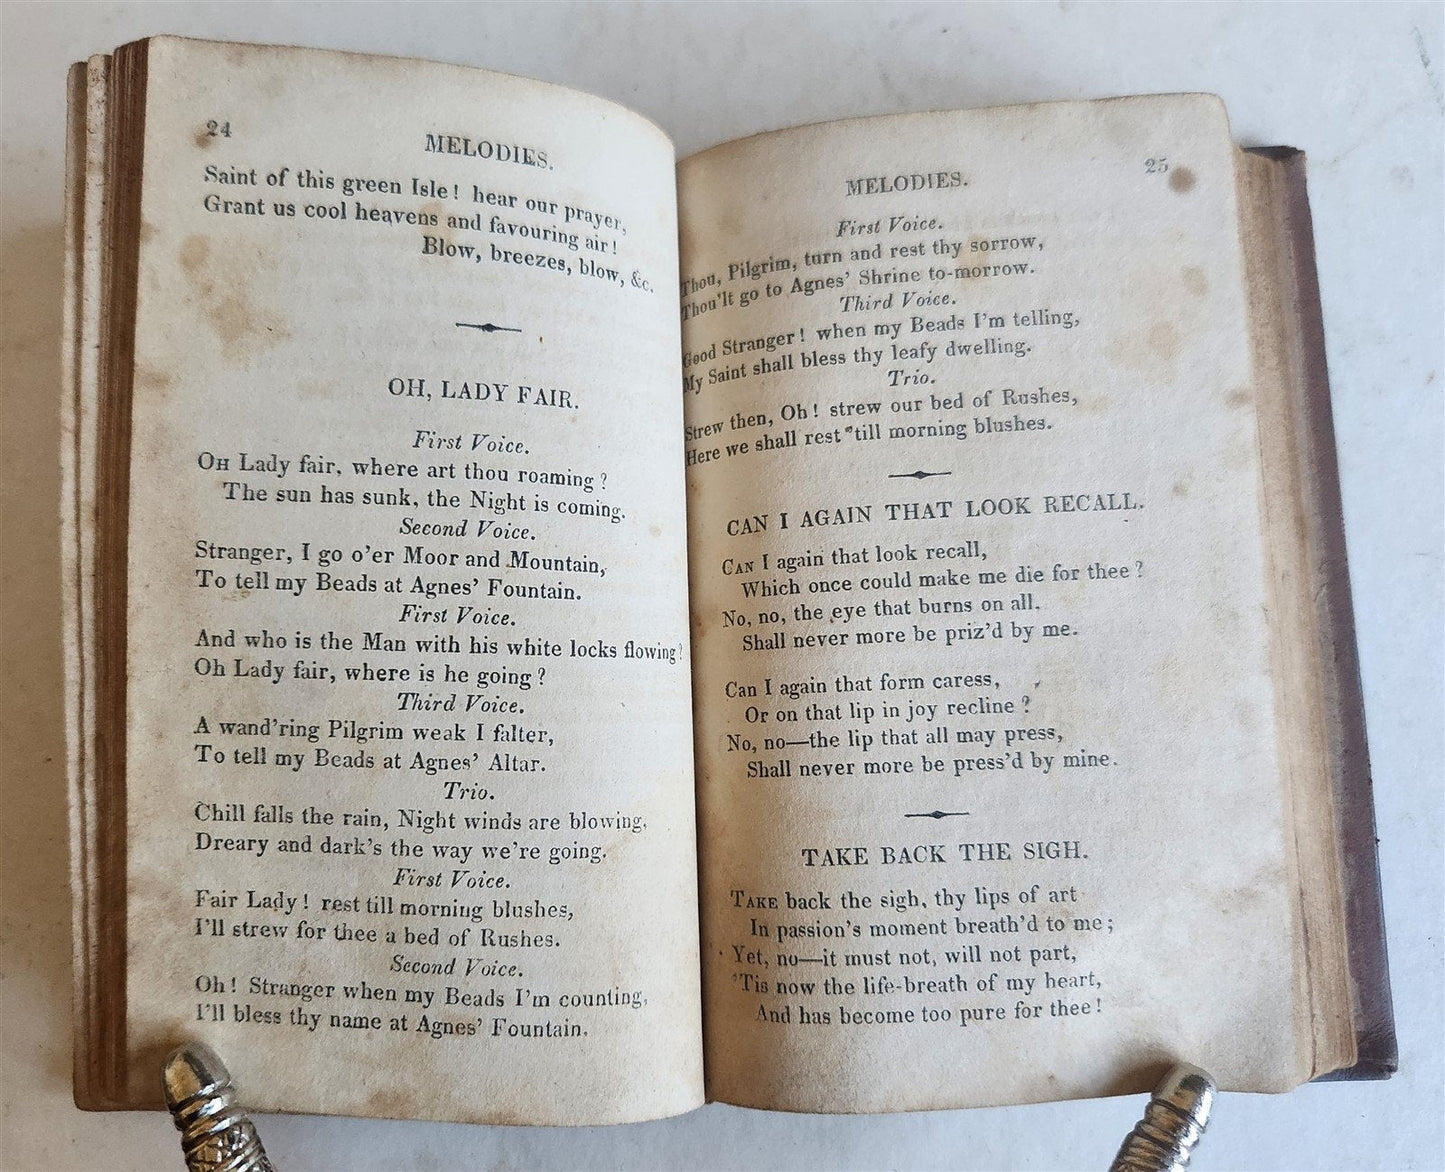 24
MELODIES.
Saint of this green Isle! hear our prayer,
Grant us cool heavens and favouring air!
Blow, breezes, blow, &c.
OH, LADY FAIR.
First Voice.
OH Lady fair, where art thou roaming?
The sun has sunk, the Night is coming.
Second Voice.
Stranger, I go o'er Moor and Mountain,
To tell my Beads at Agnes' Fountain.
First Voice.
And who is the Man with his white locks flowing?
Oh Lady fair, where is he going?
Third Voice.
A wand'ring Pilgrim weak I falter,
To tell my Beads at Agnes' Altar.
Trio.
Chill falls the rain, Night winds are blowing,
Dreary and dark's the way we're going.
First Voice.
Fair Lady! rest till morning blushes,
I'll strew for thee a bed of Rushes.
Second Voice.
Oh! Stranger when my Beads I'm counting,
I'll bless thy name at Agnes' Fountain.
25
MELODIES.
First Voice.
Thou, Pilgrim, turn and rest thy sorrow,
Thou'lt go to Agnes' Shrine to-morrow.
Third Voice.
Good Stranger! when my Beads I'm telling,
My Saint shall bless thy leafy dwelling.
Trio.
Strew then, Oh! strew our bed of Rushes,
Here we shall rest 'till morning blushes.
CAN I AGAIN THAT LOOK RECALL.
CAN I again that look recall,
Which once could make me die for thee?
No, no, the eye that burns on all,
Shall never more be priz'd by me.
Can I again that form caress,
Or on that lip in joy recline?
No, no—the lip that all may press,
Shall never more be press'd by mine.
TAKE BACK THE SIGH.
TAKE back the sigh, thy lips of art
In passion's moment breath'd to me;
Yet, no—it must not, will not part,
'Tis now the life-breath of my heart,
And has become too pure for thee!